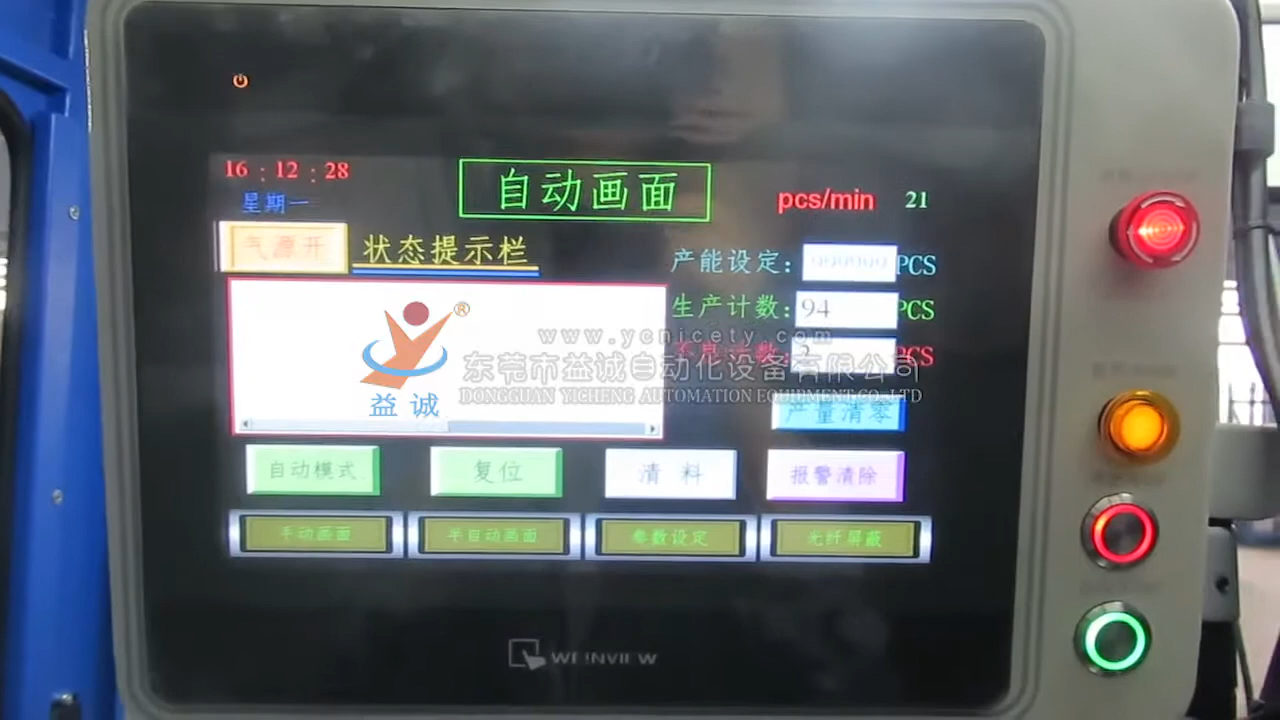 16 : 12 : 28
星期一
自动画面
pcs/min 21
气源开
状态提示栏
产能设定: 999999 PCS
生产计数: 94 PCS
PCS
www.ycnicety.com
东莞市益诚自动化设备有限公司
DONGGUAN YICHENG AUTOMATION EQUIPMENT CO.LTD
®
益诚
产量清零
自动模式
复位
清料
报警清除
手动画面
半自动画面
参数设定
光纤屏蔽
WEINVIEW